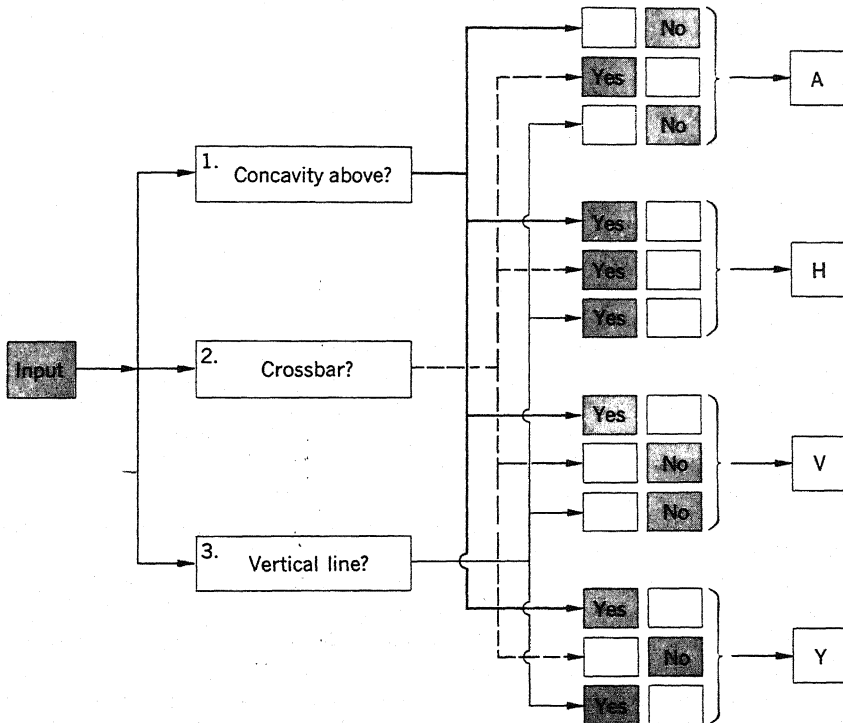 No
Yes
A
No
1. Concavity above?
Yes
Yes
H
Yes
Input
2. Crossbar?
Yes
No
V
No
3. Vertical line?
Yes
No
Y
Yes